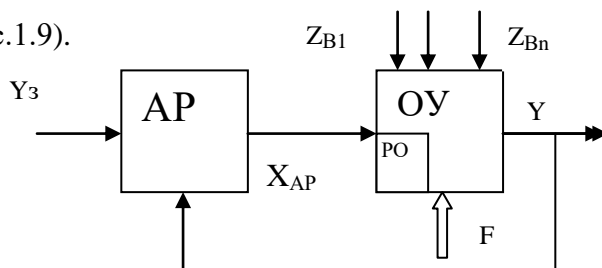 с.1.9).
Z_B1
Z_Bn
Yз
АР
ОУ
Y
РО
X_АР
F